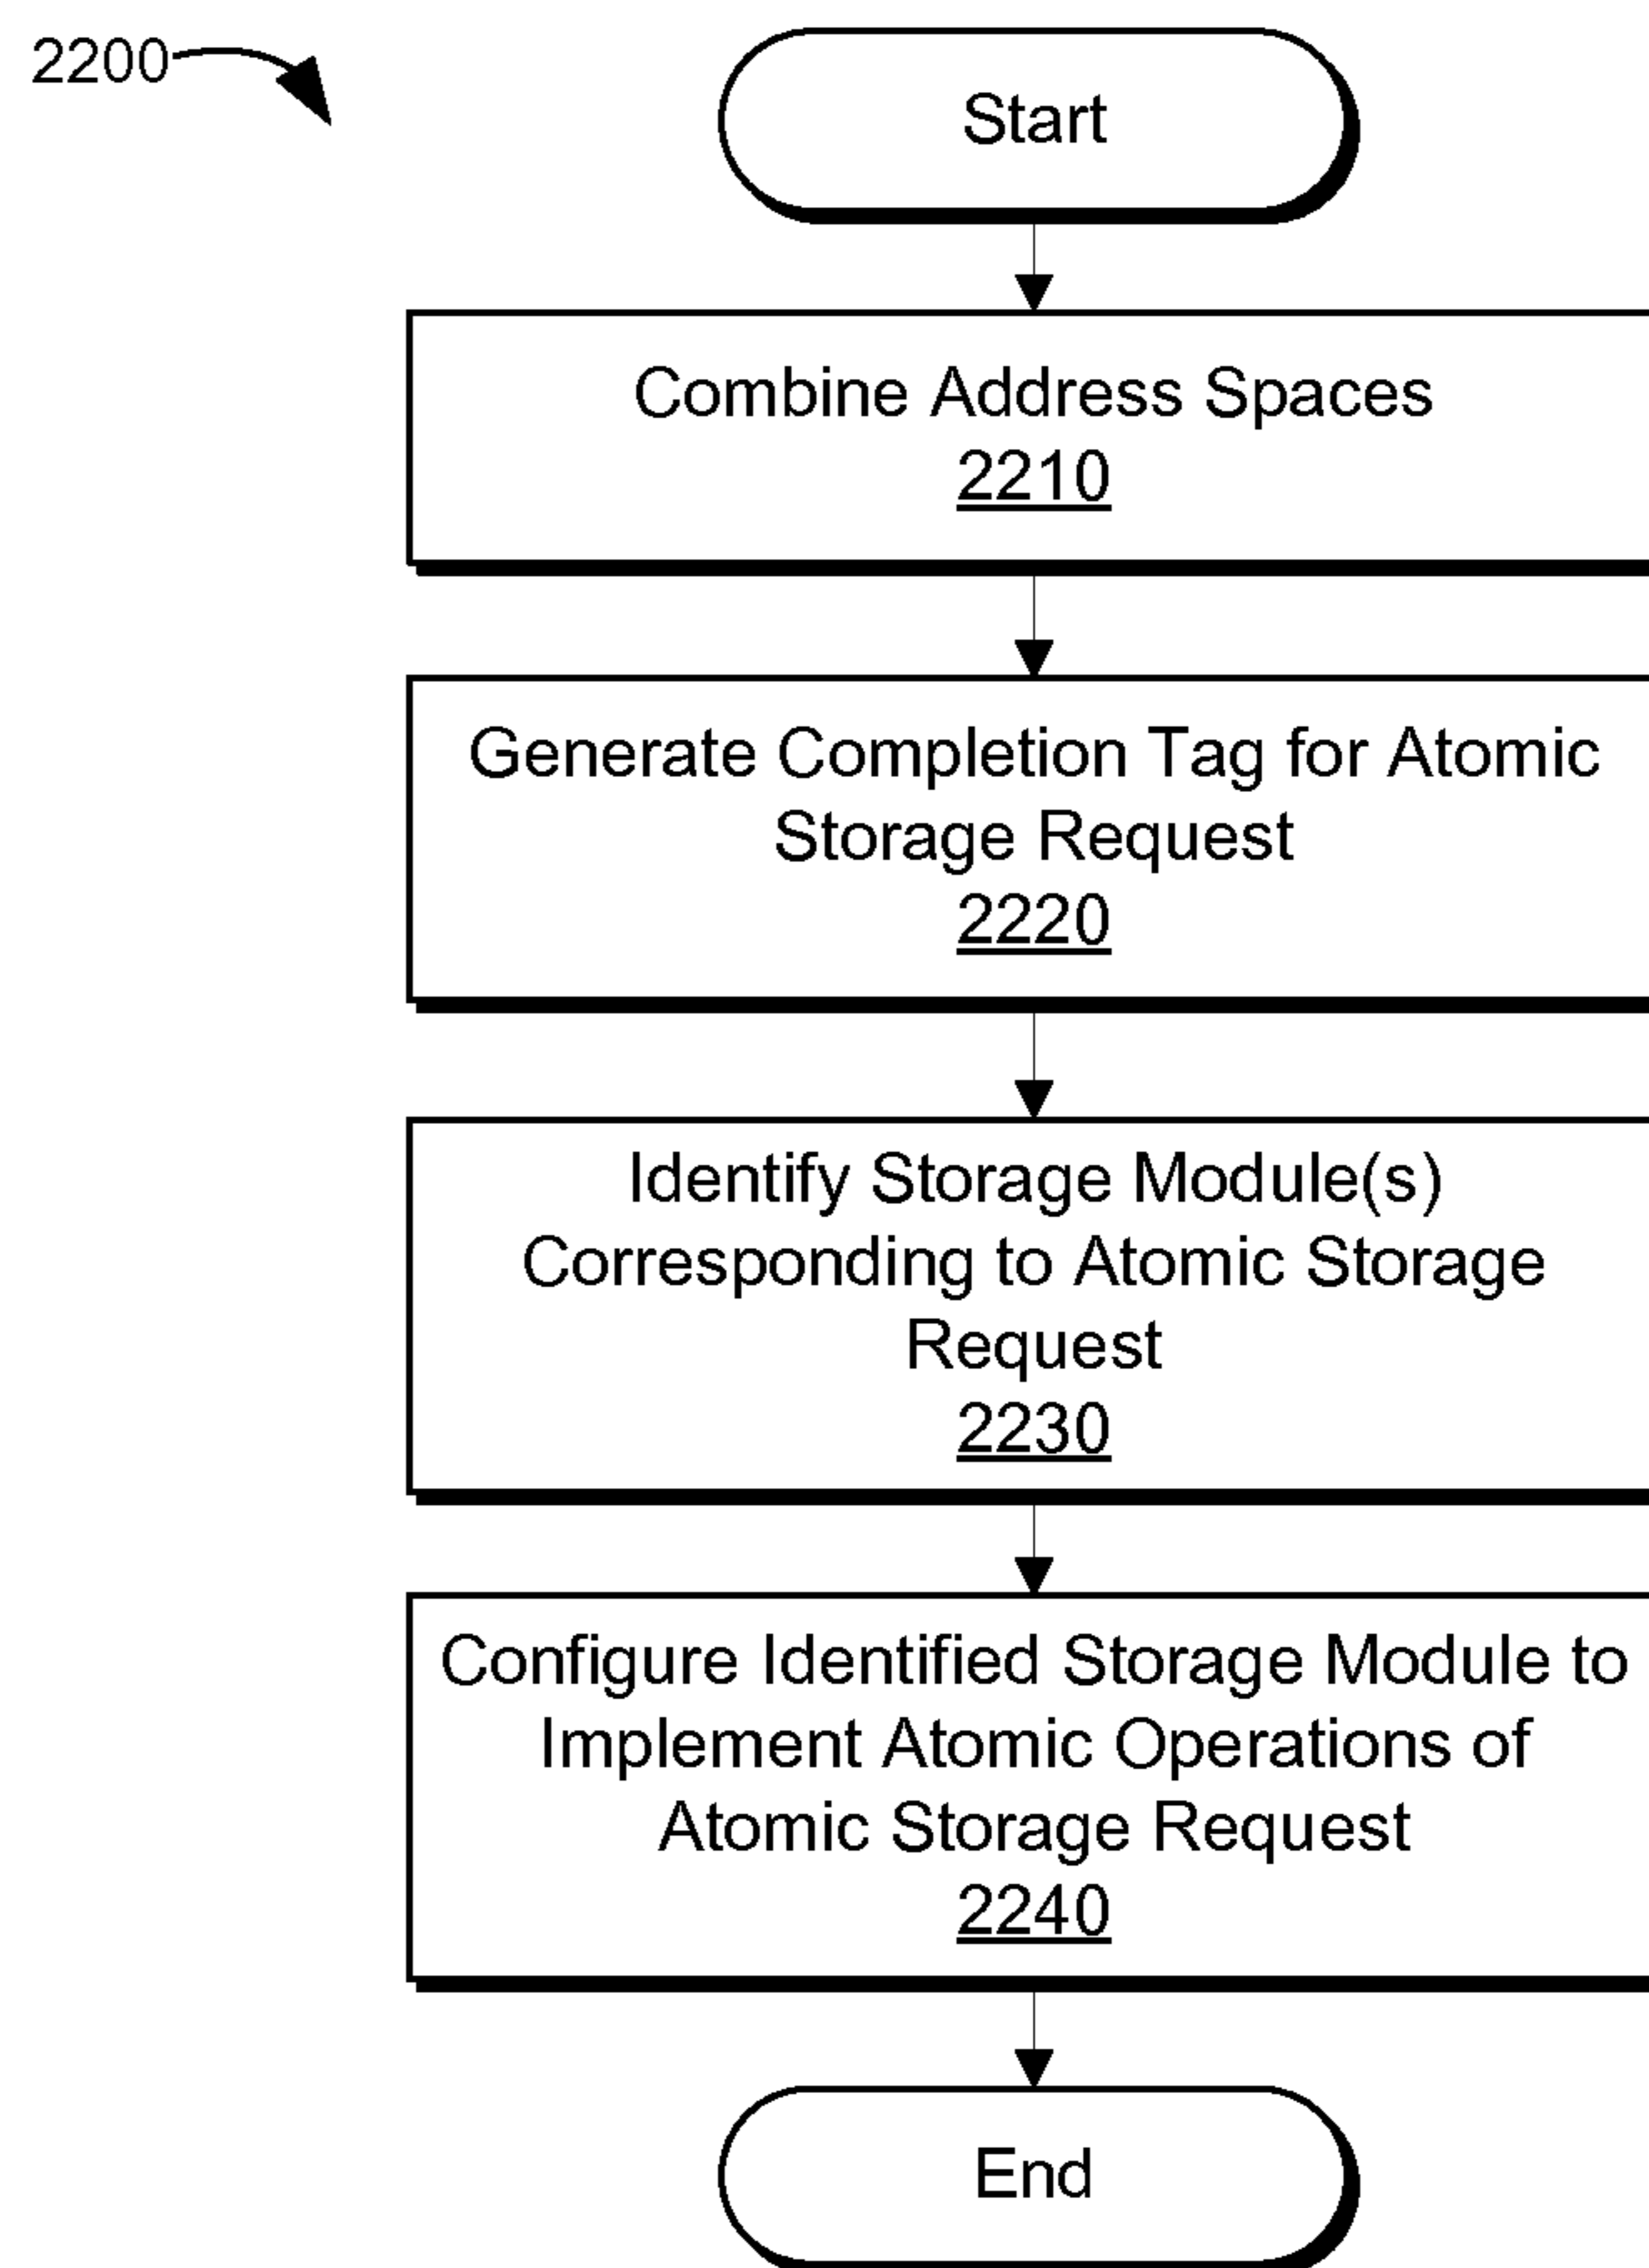 2200
Start
Combine Address Spaces
2210
Generate Completion Tag for Atomic
Storage Request
2220
Identify Storage Module(s)
Corresponding to Atomic Storage
Request
2230
Configure Identified Storage Module to
Implement Atomic Operations of
Atomic Storage Request
2240
End